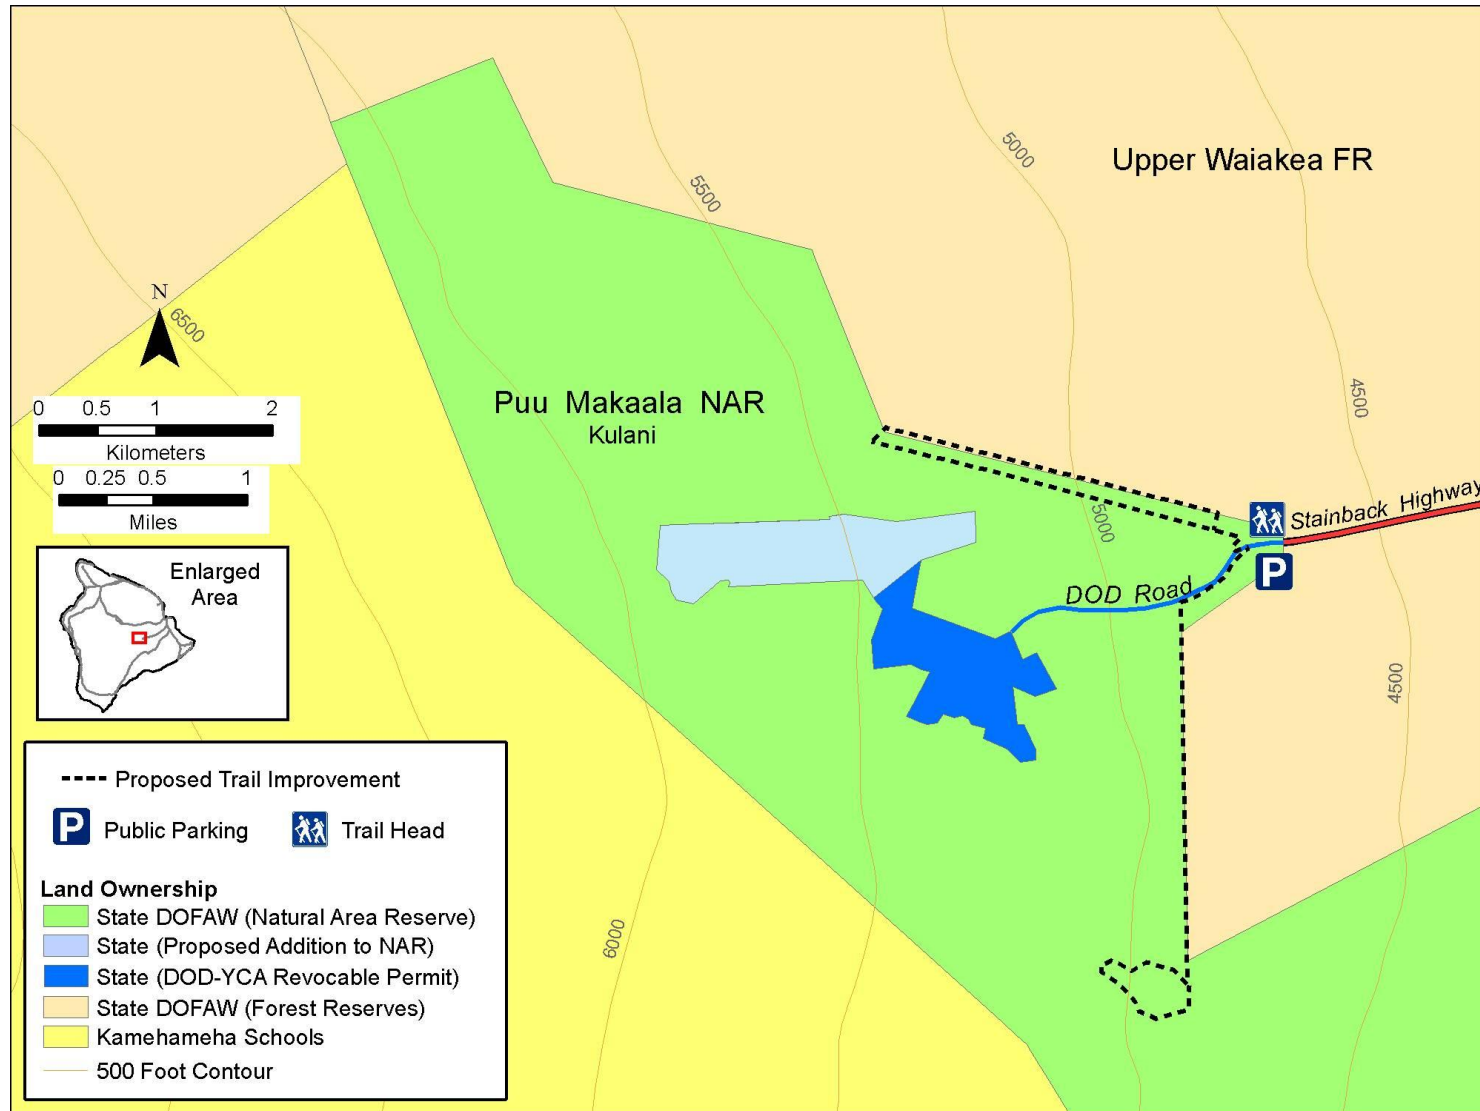 Upper Waiakea FR
5000
5500
N
6500
4500
0 0.5 1 2
Kilometers
0 0.25 0.5 1
Miles
Puu Makaala NAR
Kulani
Stainback Highway
5000
P
DOD Road
Enlarged
Area
4500
6000
Proposed Trail Improvement
P Public Parking
Trail Head
Land Ownership
State DOFAW (Natural Area Reserve)
State (Proposed Addition to NAR)
State (DOD-YCA Revocable Permit)
State DOFAW (Forest Reserves)
Kamehameha Schools
500 Foot Contour